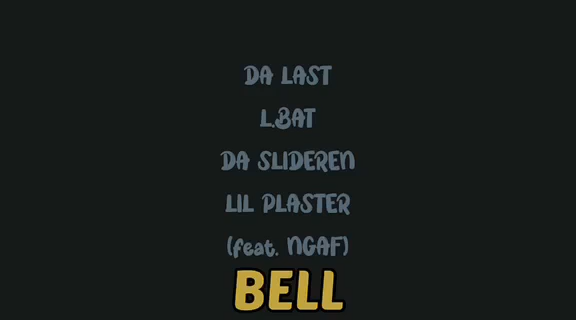 DA LAST
L.BAT
DA SLIDEREN
LIL PLASTER
(feat. NGAF)
BELL